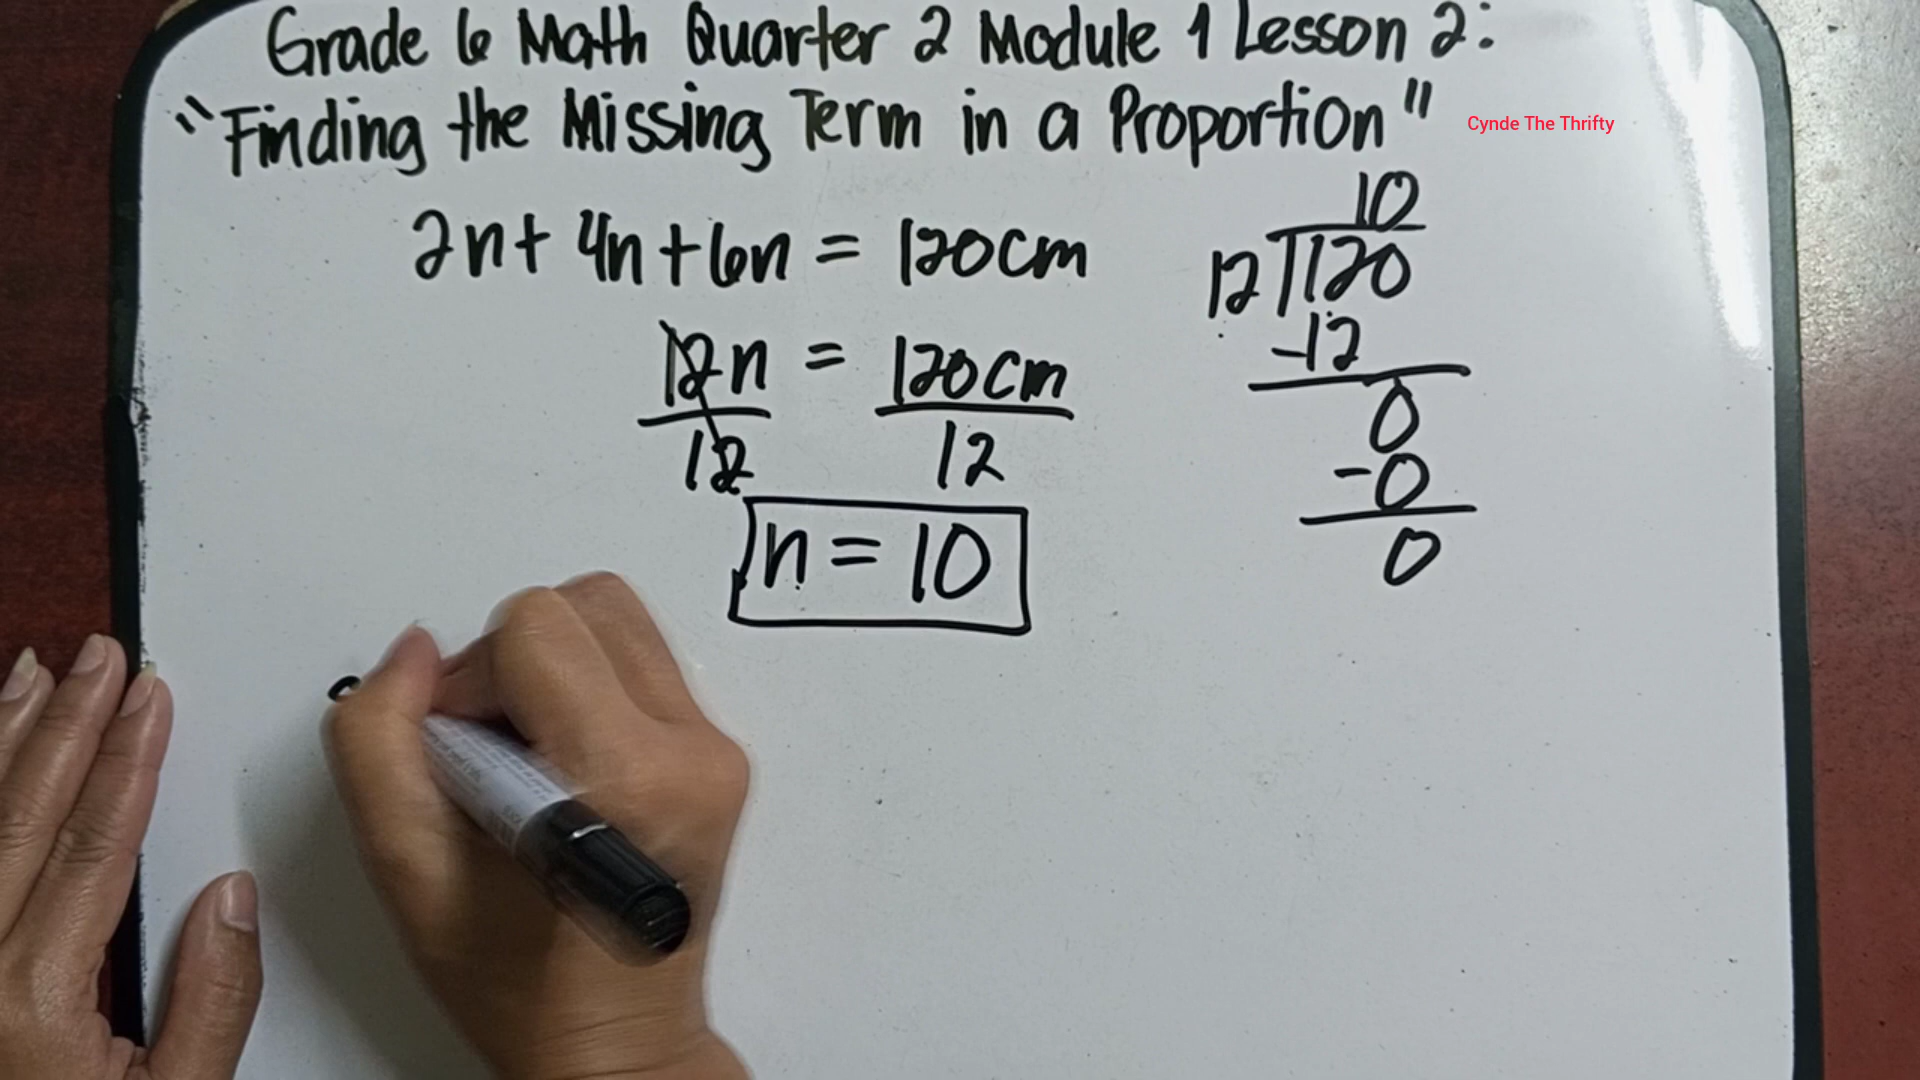 Grade 6 Math Quarter 2 Module 1 Lesson 2:
"Finding the Missing Term in a Proportion"
Cynde The Thrifty
2n + 4n + 6n = 120cm
12n = 120cm
12 12
n = 10
10
12 120
-12
0
-0
0